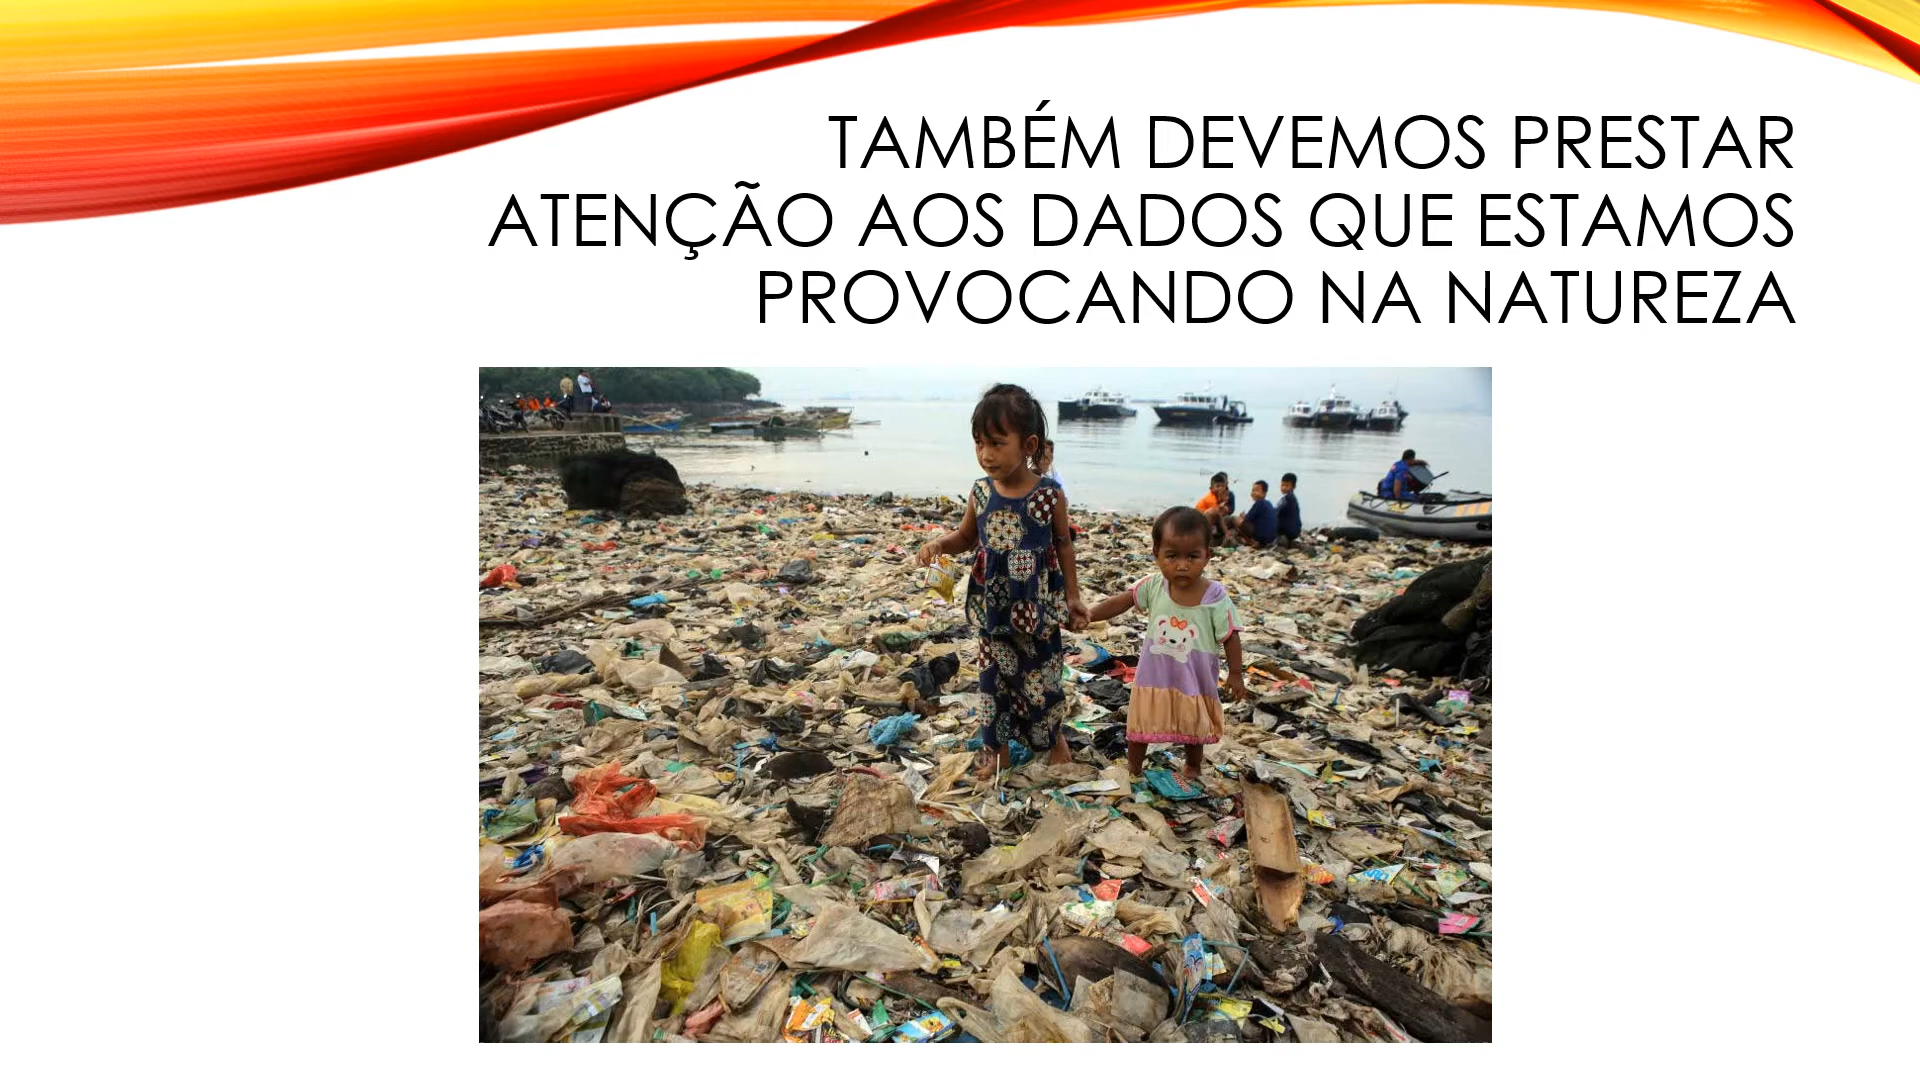 TAMBÉM DEVEMOS PRESTAR
ATENÇÃO AOS DADOS QUE ESTAMOS
PROVOCANDO NA NATUREZA